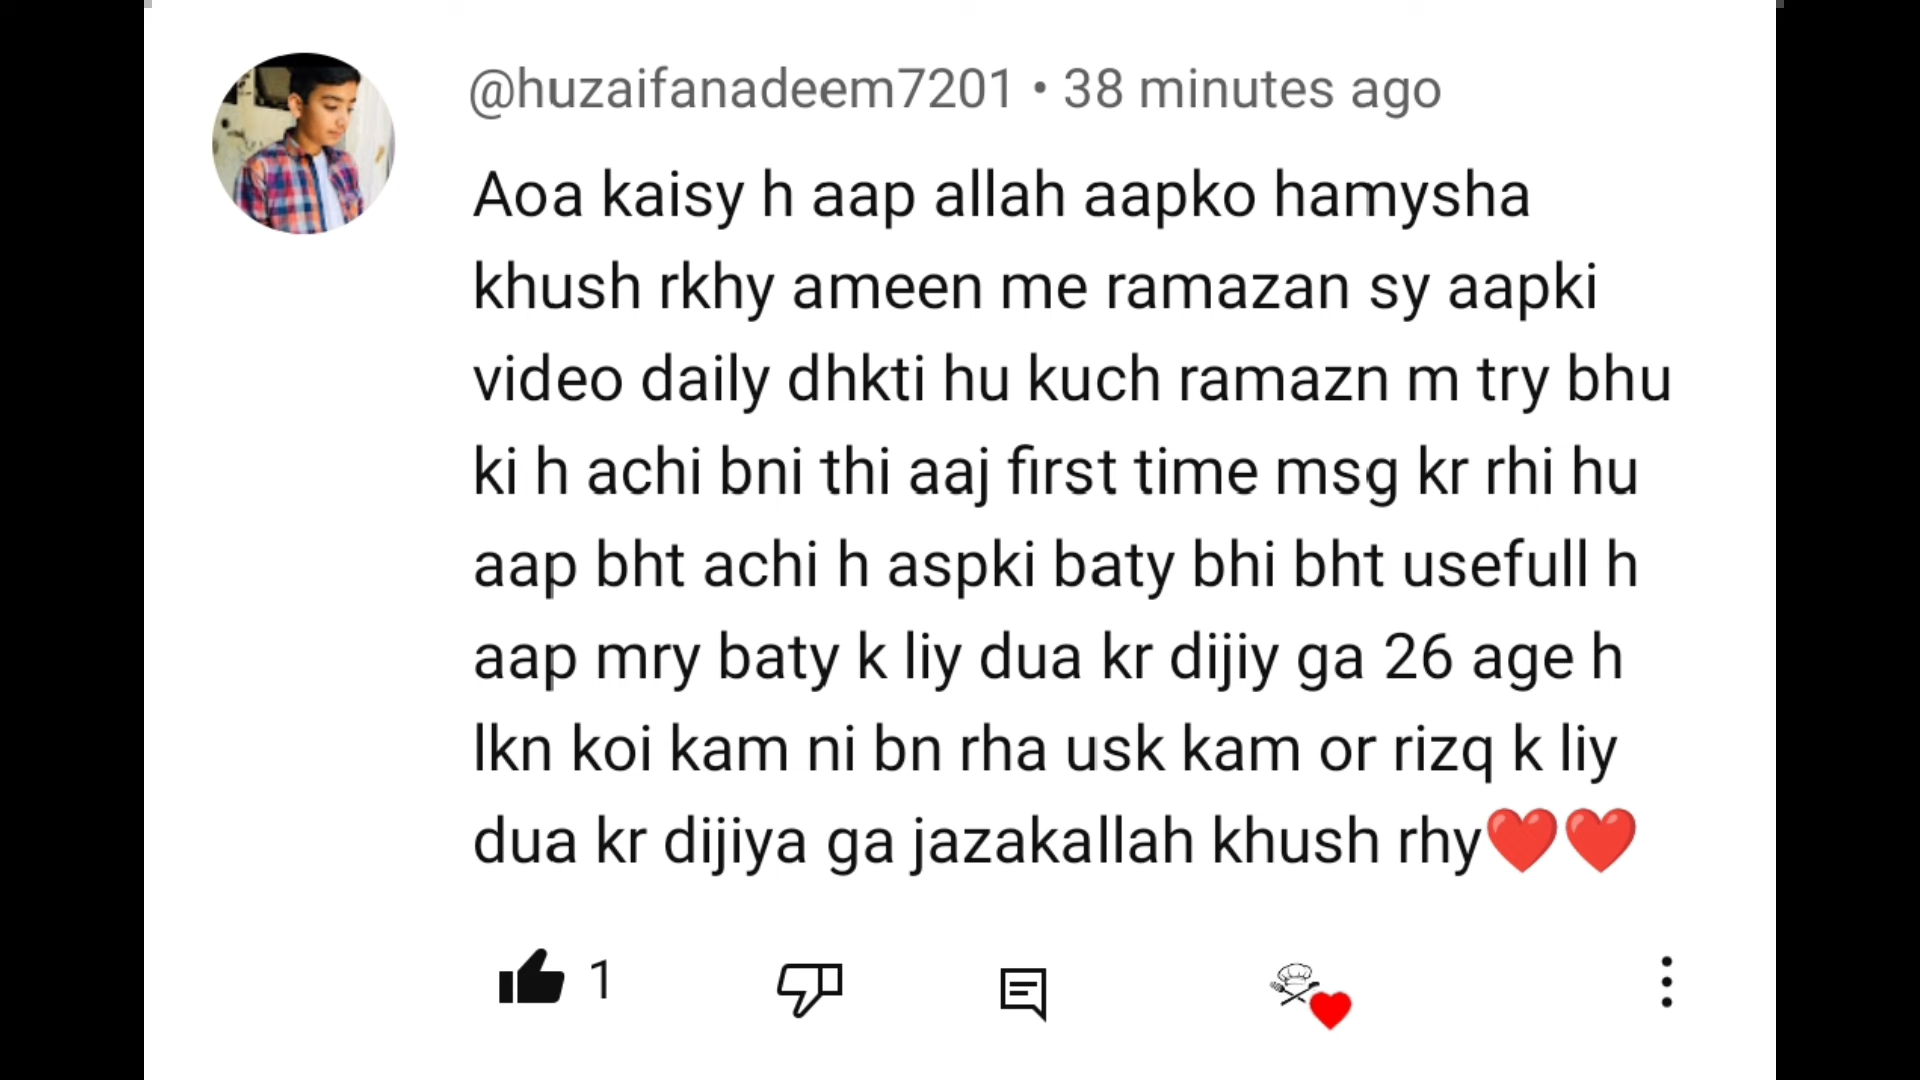 @huzaifanadeem7201 • 38 minutes ago
Aoa kaisy h aap allah aapko hamysha
khush rkhy ameen me ramazan sy aapki
video daily dhkti hu kuch ramazn m try bhu
ki h achi bni thi aaj first time msg kr rhi hu
aap bht achi h aspki baty bhi bht usefull h
aap mry baty k liy dua kr dijiy ga 26 age h
lkn koi kam ni bn rha usk kam or rizq k liy
dua kr dijiya ga jazakallah khush rhy❤️❤️
1